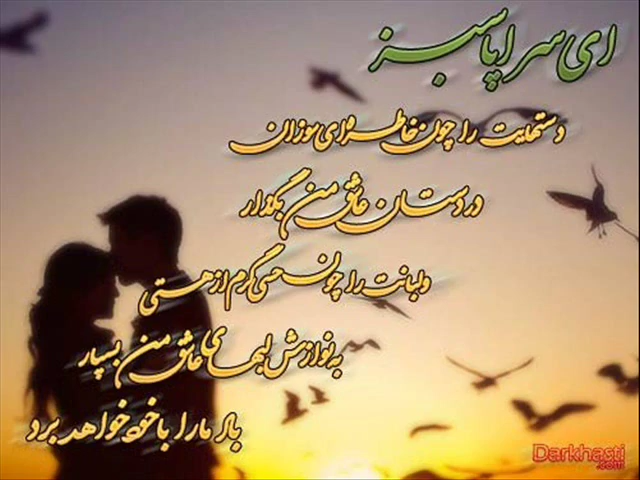 ای سراپا سبز
دستهایت را چون خاطره ای سوزان
در دستان عاشق من بگذار
ولبانت را چون حسی گرم از هستی
به نوازش لبهای عاشق من بسپار
باد ما را با خود خواهد برد
Darkhasti
.com